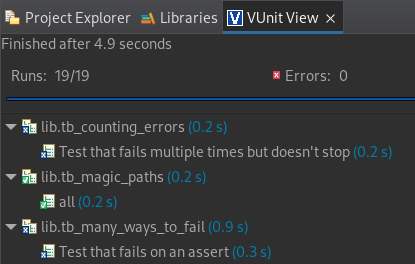 Project Explorer Libraries VUnit View
Finished after 4.9 seconds
Runs: 19/19 Errors: 0
lib.tb_counting_errors (0.2 s)
Test that fails multiple times but doesn't stop (0.2 s)
lib.tb_magic_paths (0.2 s)
all (0.2 s)
lib.tb_many_ways_to_fail (0.9 s)
Test that fails on an assert (0.3 s)